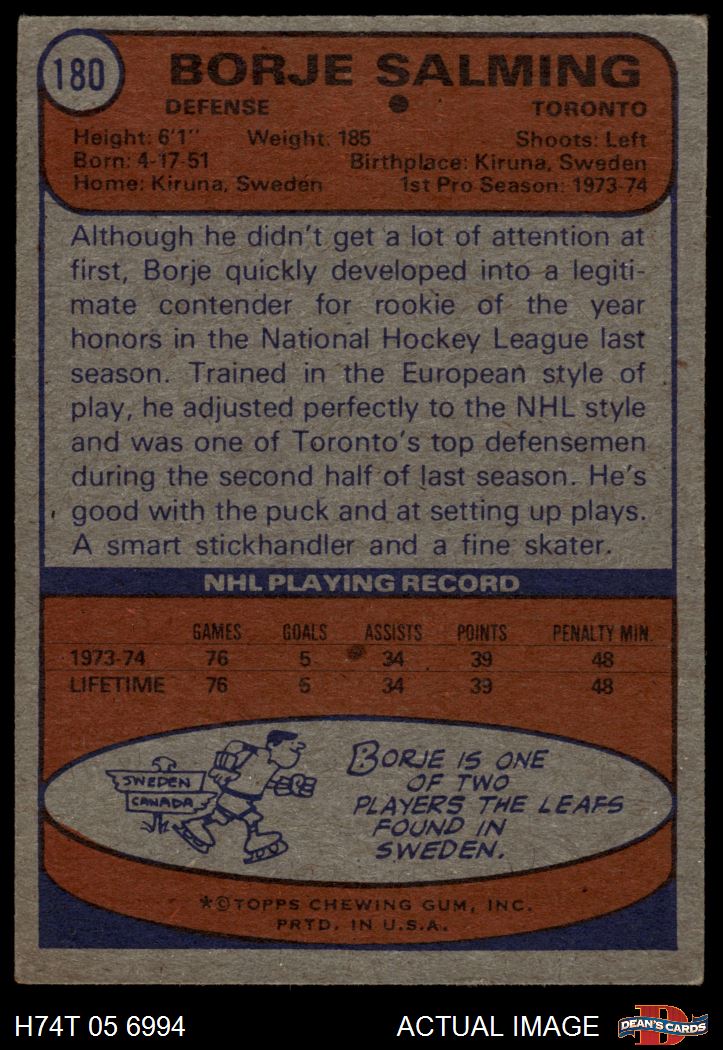 180
BORJE SALMING
DEFENSE TORONTO
Height: 6'1" Weight: 185 Shoots: Left
Born: 4-17-51 Birthplace: Kiruna, Sweden
Home: Kiruna, Sweden 1st Pro Season: 1973-74
Although he didn't get a lot of attention at
first, Borje quickly developed into a legiti-
mate contender for rookie of the year
honors in the National Hockey League last
season. Trained in the European style of
play, he adjusted perfectly to the NHL style
and was one of Toronto's top defensemen
during the second half of last season. He's
good with the puck and at setting up plays.
A smart stickhandler and a fine skater.
NHL PLAYING RECORD
GAMES GOALS ASSISTS POINTS PENALTY MIN.
1973-74 76 5 34 39 48
LIFETIME 76 5 34 39 48
SWEDEN
CANADA
BORJE IS ONE
OF TWO
PLAYERS THE LEAFS
FOUND IN
SWEDEN.
*©TOPPS CHEWING GUM, INC.
PRTD. IN U.S.A.
H74T 05 6994 ACTUAL IMAGE
D
DEAN'S CARDS